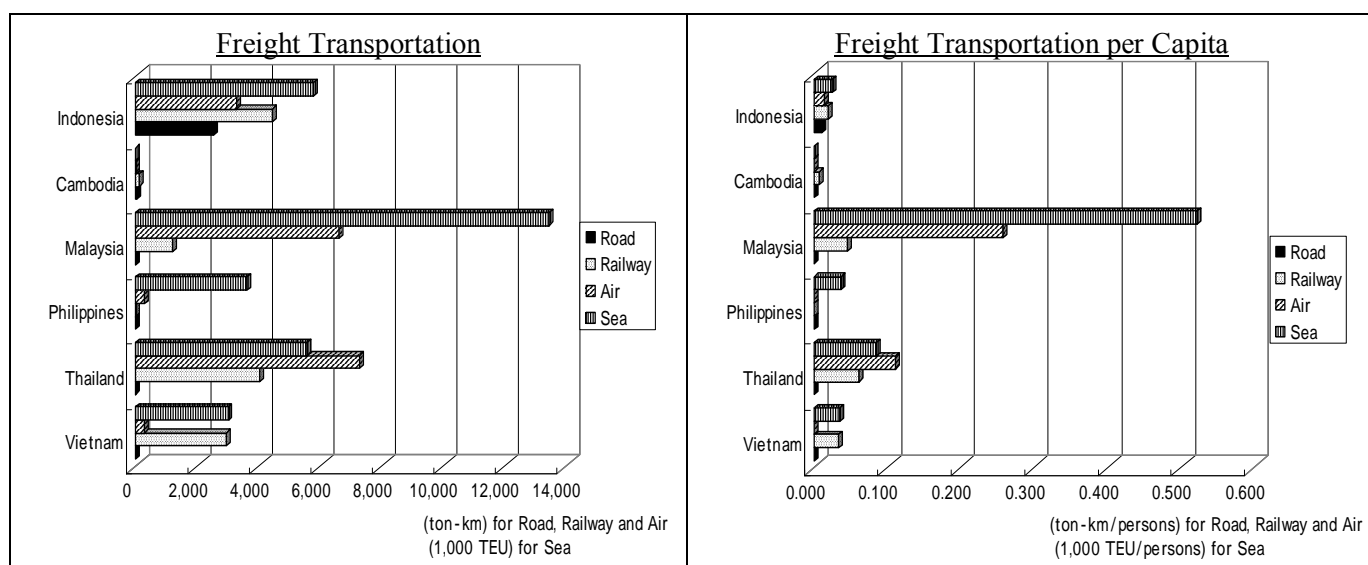 Freight Transportation
Indonesia
Cambodia
Malaysia
Philippines
Thailand
Vietnam
0 2,000 4,000 6,000 8,000 10,000 12,000 14,000
(ton-km) for Road, Railway and Air
(1,000 TEU) for Sea
Road
Railway
Air
Sea
Freight Transportation per Capita
Indonesia
Cambodia
Malaysia
Philippines
Thailand
Vietnam
0.000 0.100 0.200 0.300 0.400 0.500 0.600
(ton-km/persons) for Road, Railway and Air
(1,000 TEU/persons) for Sea
Road
Railway
Air
Sea